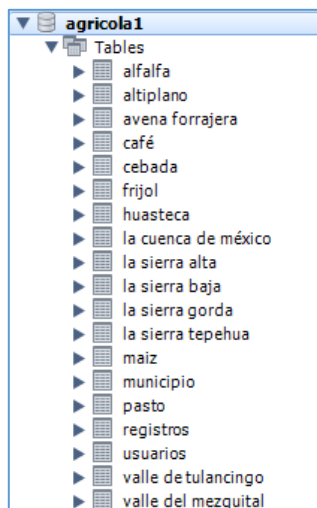 agricola1
Tables
alfalfa
altiplano
avena forrajera
café
cebada
frijol
huasteca
la cuenca de méxico
la sierra alta
la sierra baja
la sierra gorda
la sierra tepehua
maiz
municipio
pasto
registros
usuarios
valle de tulancingo
valle del mezquital